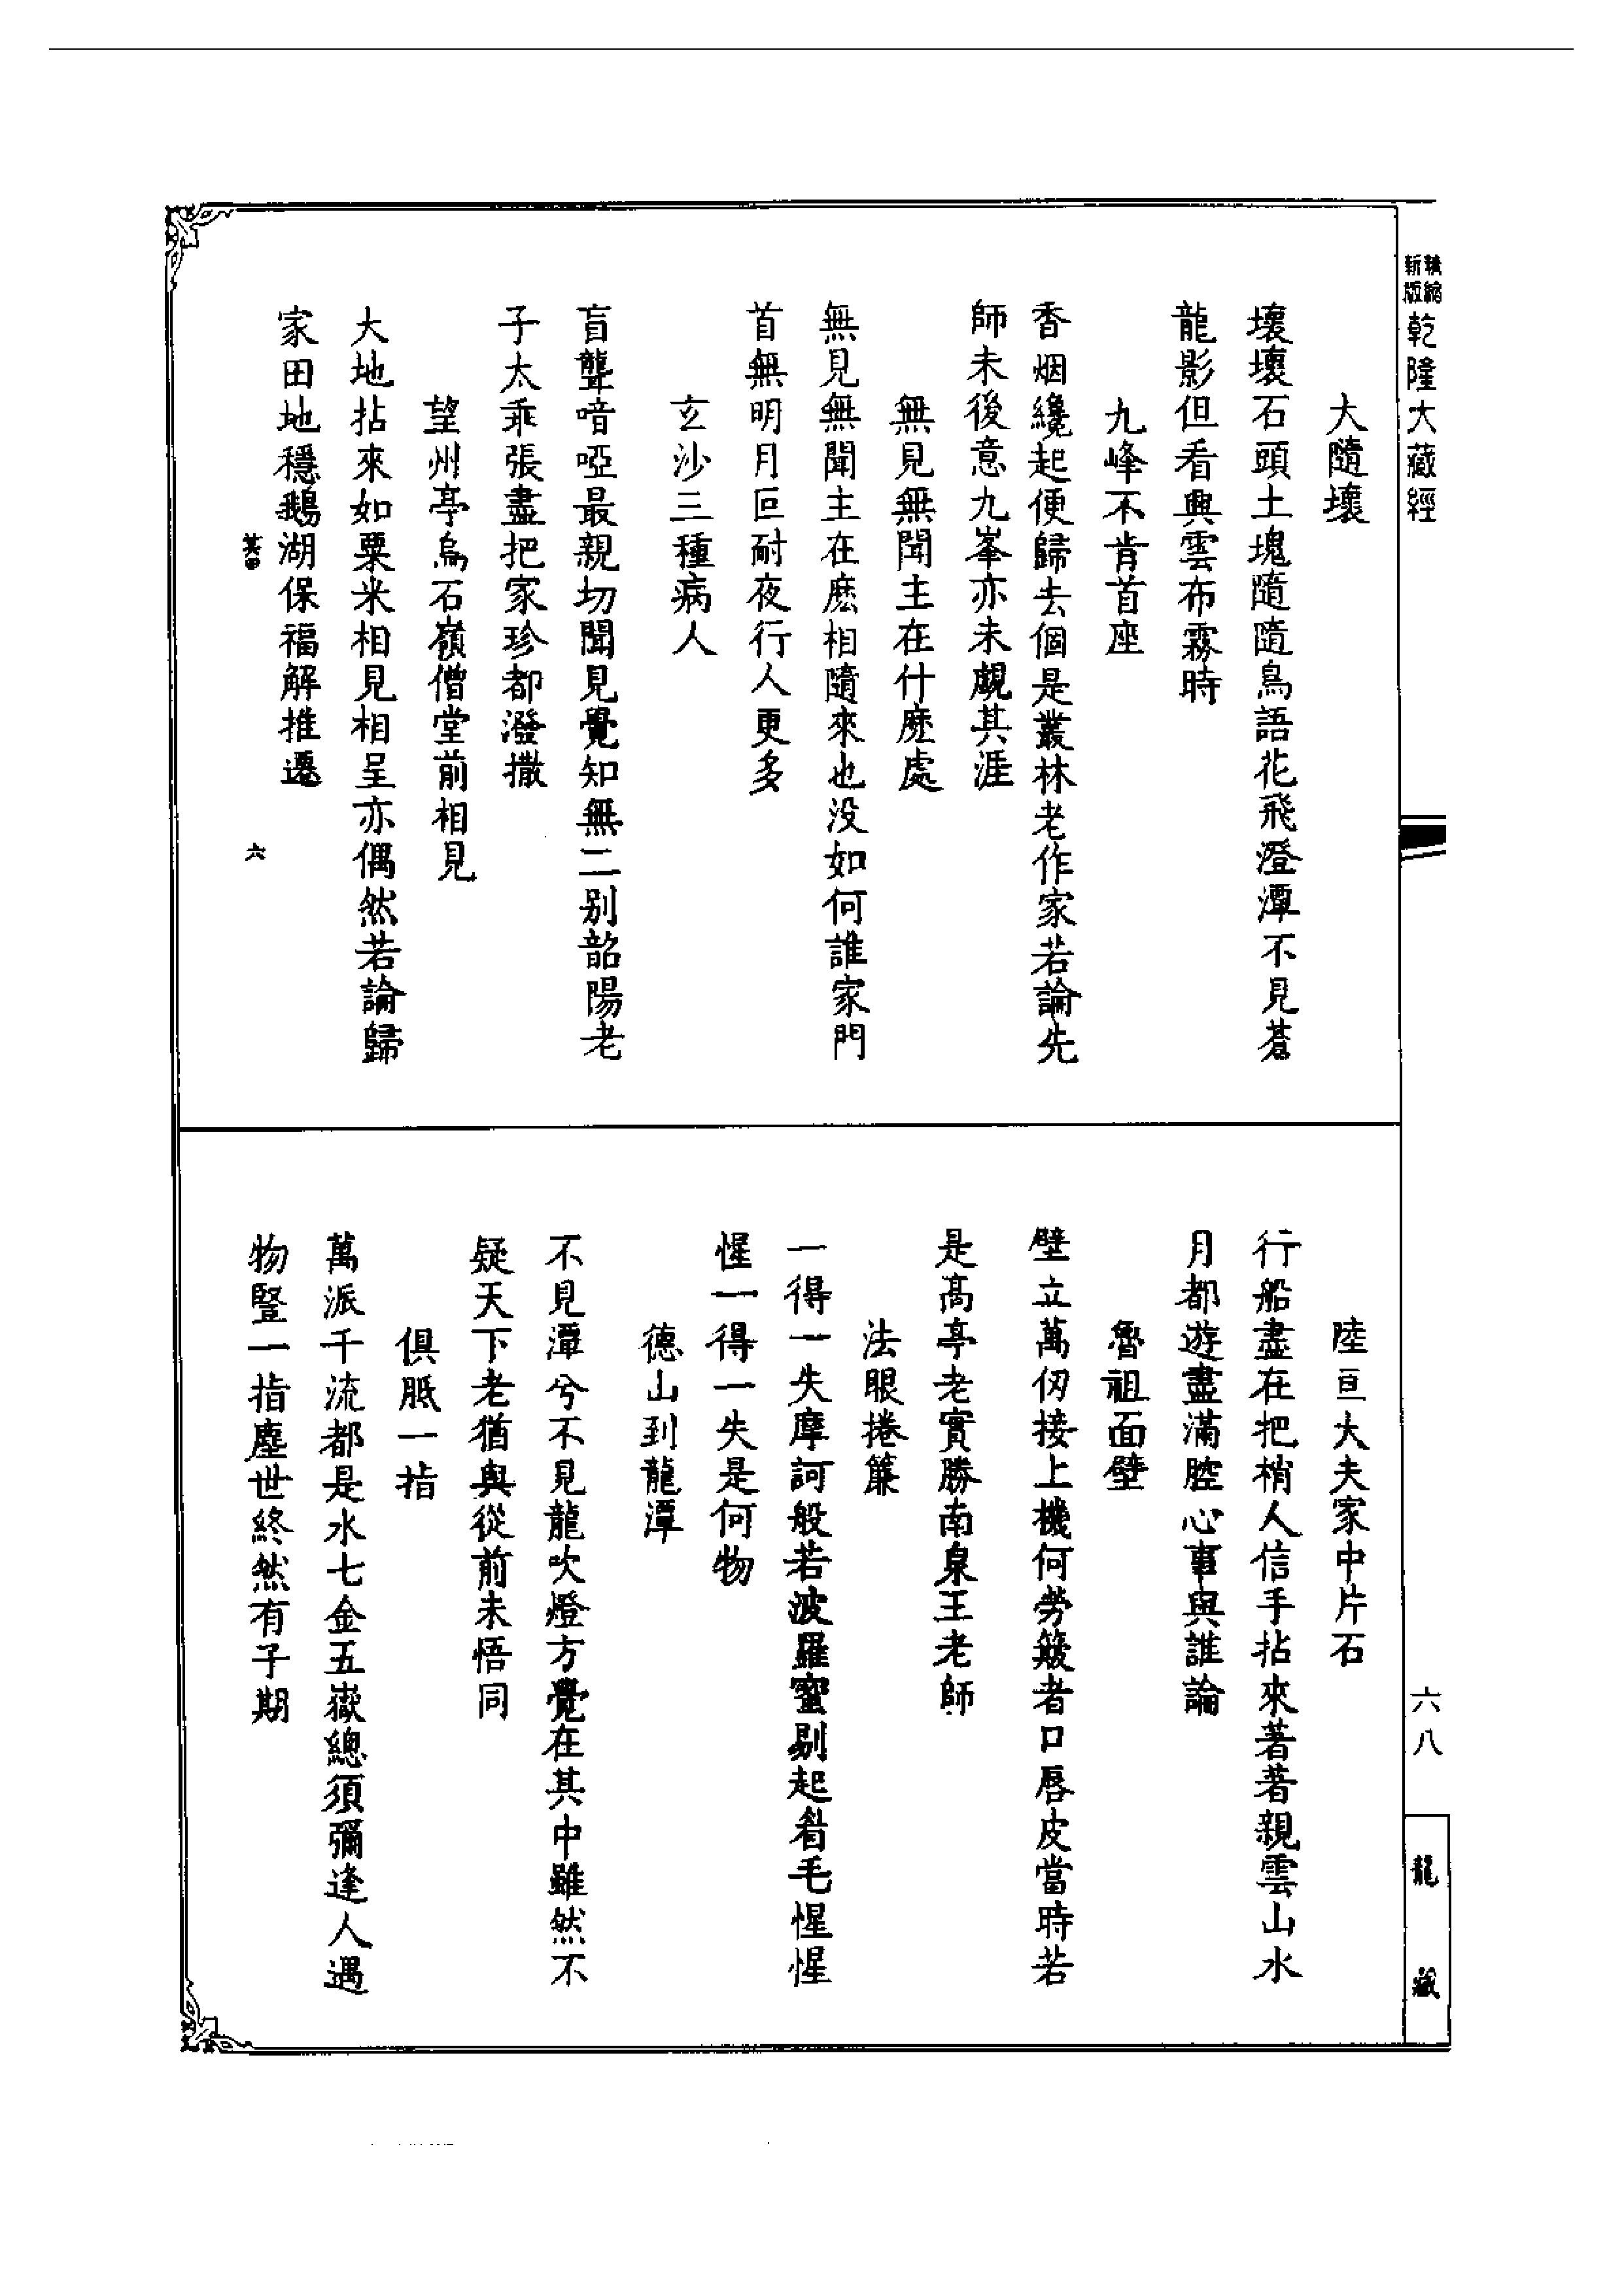 精縮新版乾隆大藏經
大隨壞
壞壞石頭土塊隨隨鳥語花飛澄潭不見蒼
龍影但看興雲布霧時
九峰不肯首座
香烟纔起便歸去個是叢林老作家若論先
師未後意九峯亦未覷其涯
無見無聞主在什麽處
無見無聞主在麽相隨來也没如何誰家門
首無明月叵耐夜行人更多
玄沙三種病人
盲聾喑啞最親切聞見覺知無二别韶陽老
子太乖張盡把家珍都潑撒
望州亭烏石嶺僧堂前相見
大地拈來如粟米相見相呈亦偶然若論歸
家田地穩鵝湖保福解推遷
六
陸亘大夫家中片石
行船盡在把梢人信手拈來著著親雲山水
月都遊盡滿腔心事與誰論
魯祖面壁
壁立萬仞接上機何勞簸者口唇皮當時若
是高亭老實勝南泉王老師
法眼捲簾
一得一失摩訶般若波羅蜜剔起眉毛惺惺
惺一得一失是何物
德山到龍潭
不見潭兮不見龍吹燈方覺在其中雖然不
疑天下老猶與從前未悟同
俱胝一指
萬派千流都是水七金五嶽總須彌逢人遇
物豎一指塵世終然有子期
六八
龍藏